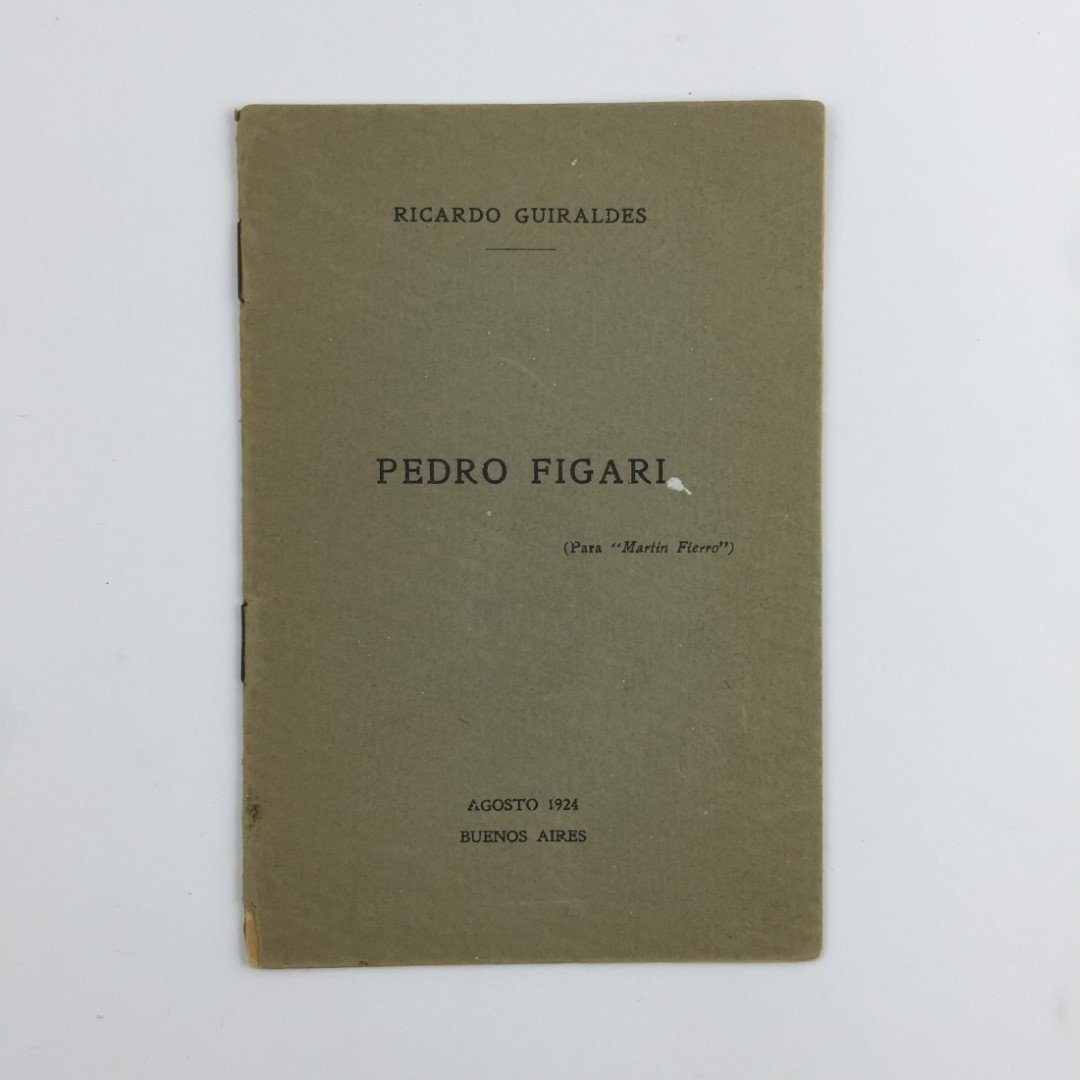 RICARDO GUIRALDES
PEDRO FIGARI
(Para "Martín Fierro")
AGOSTO 1924
BUENOS AIRES